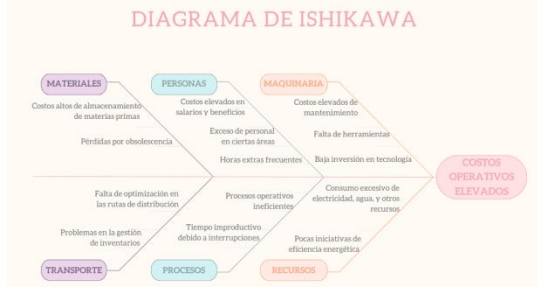 DIAGRAMA DE ISHIKAWA
MATERIALES
Costos altos de almacenamiento
de materias primas
Pérdidas por obsolescencia
PERSONAS
Costos elevados en
salarios y beneficios
Exceso de personal
en ciertas áreas
Horas extras frecuentes
MAQUINARIA
Costos elevados de
mantenimiento
Falta de herramientas
Baja inversión en tecnología
COSTOS
OPERATIVOS
ELEVADOS
Falta de optimización en
las rutas de distribución
Problemas en la gestión
de inventarios
TRANSPORTE
Procesos operativos
ineficientes
Tiempo improductivo
debido a interrupciones
PROCESOS
Consumo excesivo de
electricidad, agua, y otros
recursos
Pocas iniciativas de
eficiencia energética
RECURSOS